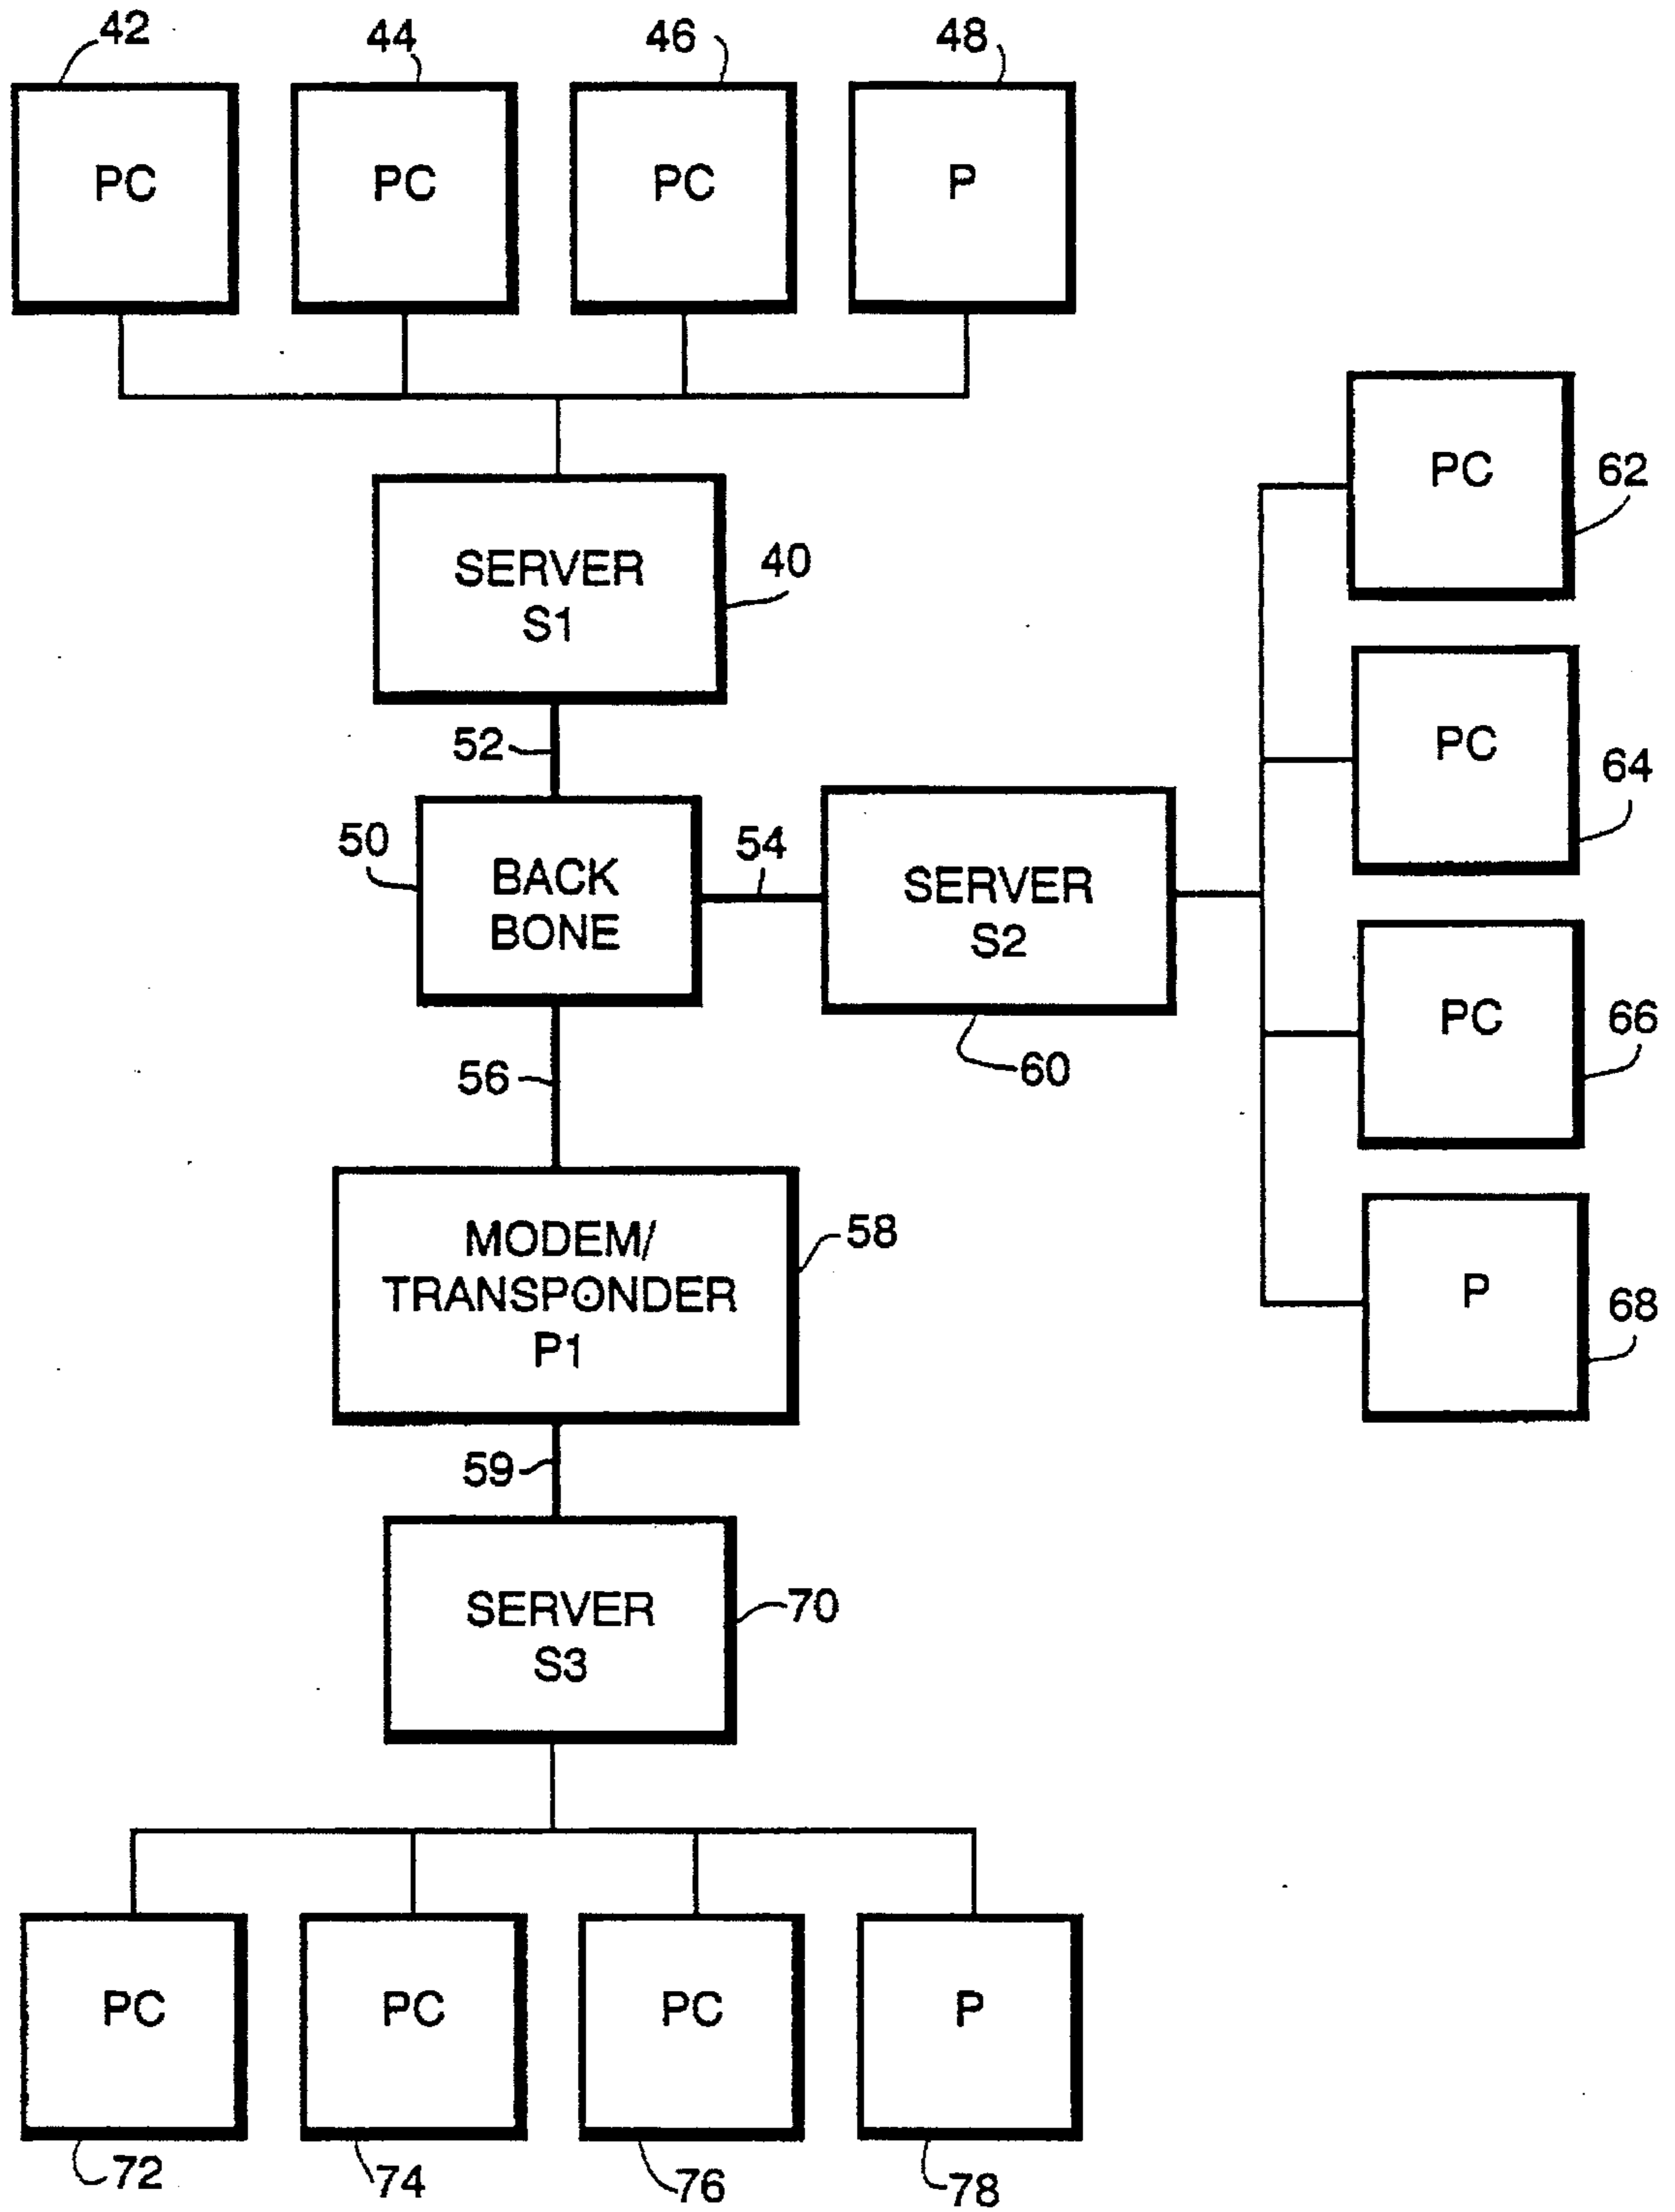 42
44
46
48
PC
PC
PC
P
SERVER
S1
40
PC
62
52
PC
64
50
BACK
BONE
54
SERVER
S2
60
PC
66
56
MODEM/
TRANSPONDER
P1
58
P
68
59
SERVER
S3
70
PC
PC
PC
P
72
74
76
78